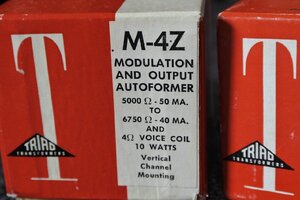 T
TRIAD
TRANSFORMERS
M-4Z
MODULATION
AND OUTPUT
AUTOFORMER
5000 Ω - 50 MA.
TO
6750 Ω - 40 MA.
AND
4Ω VOICE COIL
10 WATTS
Vertical
Channel
Mounting
T
TRIAD
TRANSFORMERS